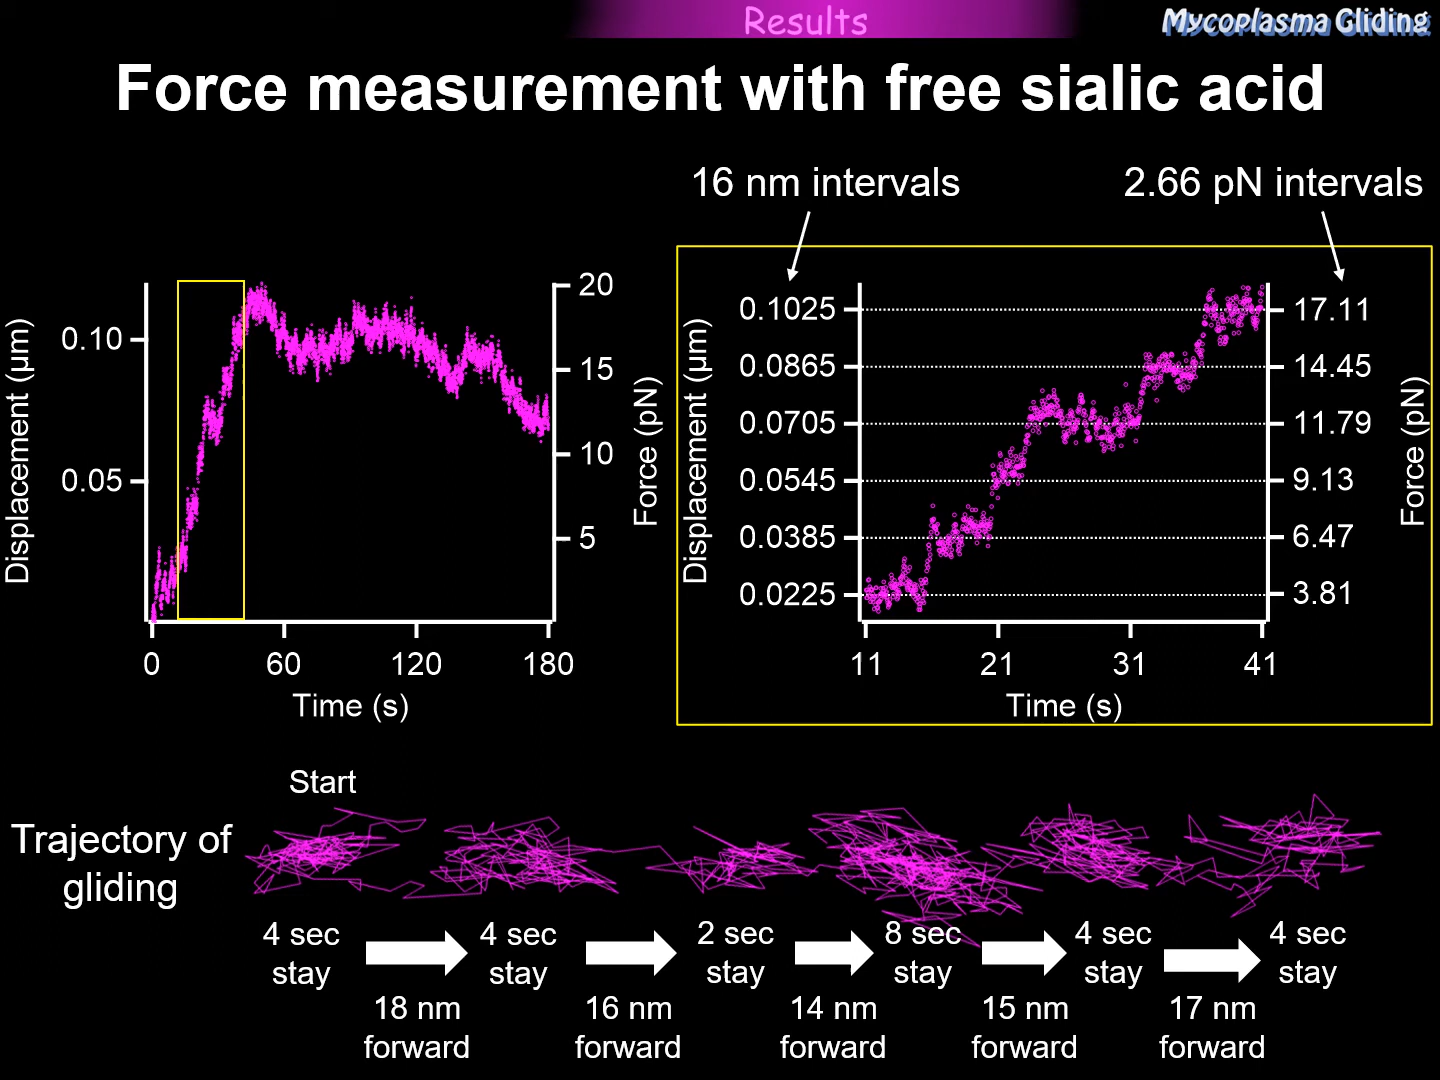 Results
Mycoplasma Gliding
Force measurement with free sialic acid
16 nm intervals
2.66 pN intervals
Displacement (μm)
0.10
0.05
20
15
10
5
Force (pN)
0
60
120
180
Time (s)
Displacement (μm)
0.1025
0.0865
0.0705
0.0545
0.0385
0.0225
17.11
14.45
11.79
9.13
6.47
3.81
Force (pN)
11
21
31
41
Time (s)
Start
Trajectory of
gliding
4 sec
stay
18 nm
forward
4 sec
stay
16 nm
forward
2 sec
stay
14 nm
forward
8 sec
stay
15 nm
forward
4 sec
stay
17 nm
forward
4 sec
stay